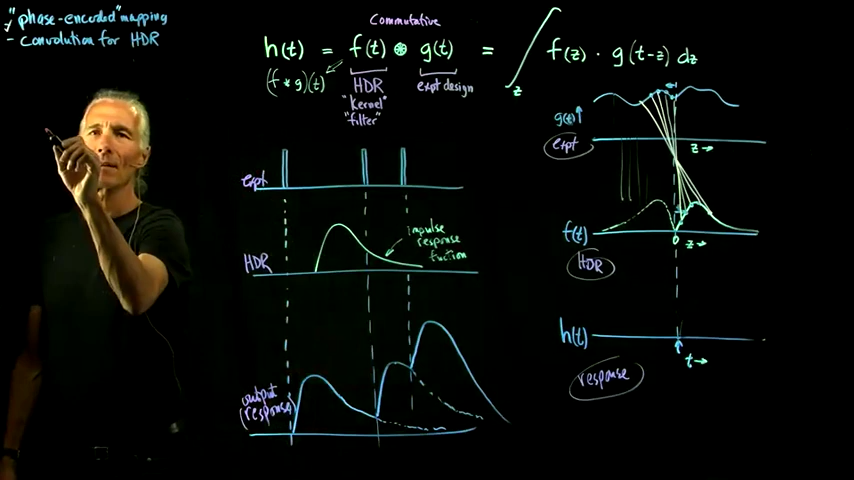 "phase-encoded" mapping
- convolution for HDR
Commutative
h(t) = f(t) ⊛ g(t) = ∫z f(z) · g(t-z) dz
(f * g)(t)
HDR
"kernel"
"filter"
expt design
expt
HDR
impulse
response
function
output
(response)
g(t) ↑
expt
z →
f(t)
HDR
0
z →
h(t)
t →
response